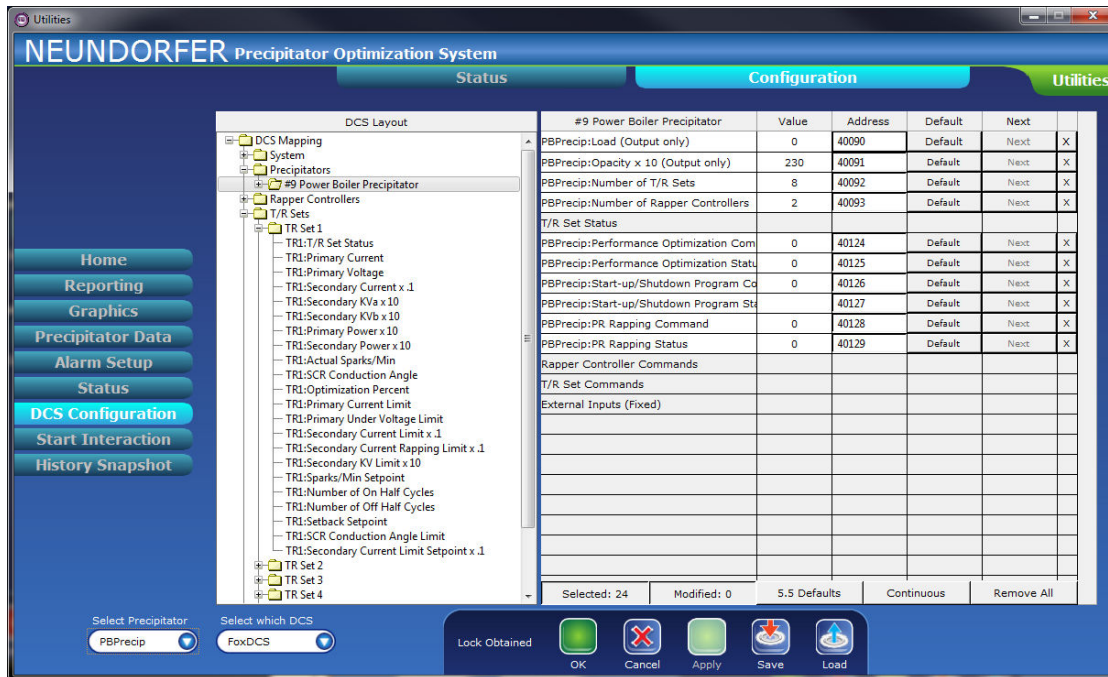 Utilities
NEUNDORFER Precipitator Optimization System
Status
Configuration
Utilities
Home
Reporting
Graphics
Precipitator Data
Alarm Setup
Status
DCS Configuration
Start Interaction
History Snapshot
DCS Layout
DCS Mapping
System
Precipitators
#9 Power Boiler Precipitator
Rapper Controllers
T/R Sets
TR Set 1
TR1:T/R Set Status
TR1:Primary Current
TR1:Primary Voltage
TR1:Secondary Current x .1
TR1:Secondary KVa x 10
TR1:Secondary KVb x 10
TR1:Primary Power x 10
TR1:Secondary Power x 10
TR1:Actual Sparks/Min
TR1:SCR Conduction Angle
TR1:Optimization Percent
TR1:Primary Current Limit
TR1:Primary Under Voltage Limit
TR1:Secondary Current Limit x .1
TR1:Secondary Current Rapping Limit x .1
TR1:Secondary KV Limit x 10
TR1:Sparks/Min Setpoint
TR1:Number of On Half Cycles
TR1:Number of Off Half Cycles
TR1:Setback Setpoint
TR1:SCR Conduction Angle Limit
TR1:Secondary Current Limit Setpoint x .1
TR Set 2
TR Set 3
TR Set 4
#9 Power Boiler Precipitator Value Address Default Next
PBPrecip:Load (Output only) 0 40090 Default Next X
PBPrecip:Opacity x 10 (Output only) 230 40091 Default Next X
PBPrecip:Number of T/R Sets 8 40092 Default Next X
PBPrecip:Number of Rapper Controllers 2 40093 Default Next X
T/R Set Status
PBPrecip:Performance Optimization Com 0 40124 Default Next X
PBPrecip:Performance Optimization Statu 0 40125 Default Next X
PBPrecip:Start-up/Shutdown Program Co 0 40126 Default Next X
PBPrecip:Start-up/Shutdown Program Sta 40127 Default Next X
PBPrecip:PR Rapping Command 0 40128 Default Next X
PBPrecip:PR Rapping Status 0 40129 Default Next X
Rapper Controller Commands
T/R Set Commands
External Inputs (Fixed)
Selected: 24 Modified: 0 5.5 Defaults Continuous Remove All
Select Precipitator
PBPrecip
Select which DCS
FoxDCS
Lock Obtained
OK Cancel Apply Save Load